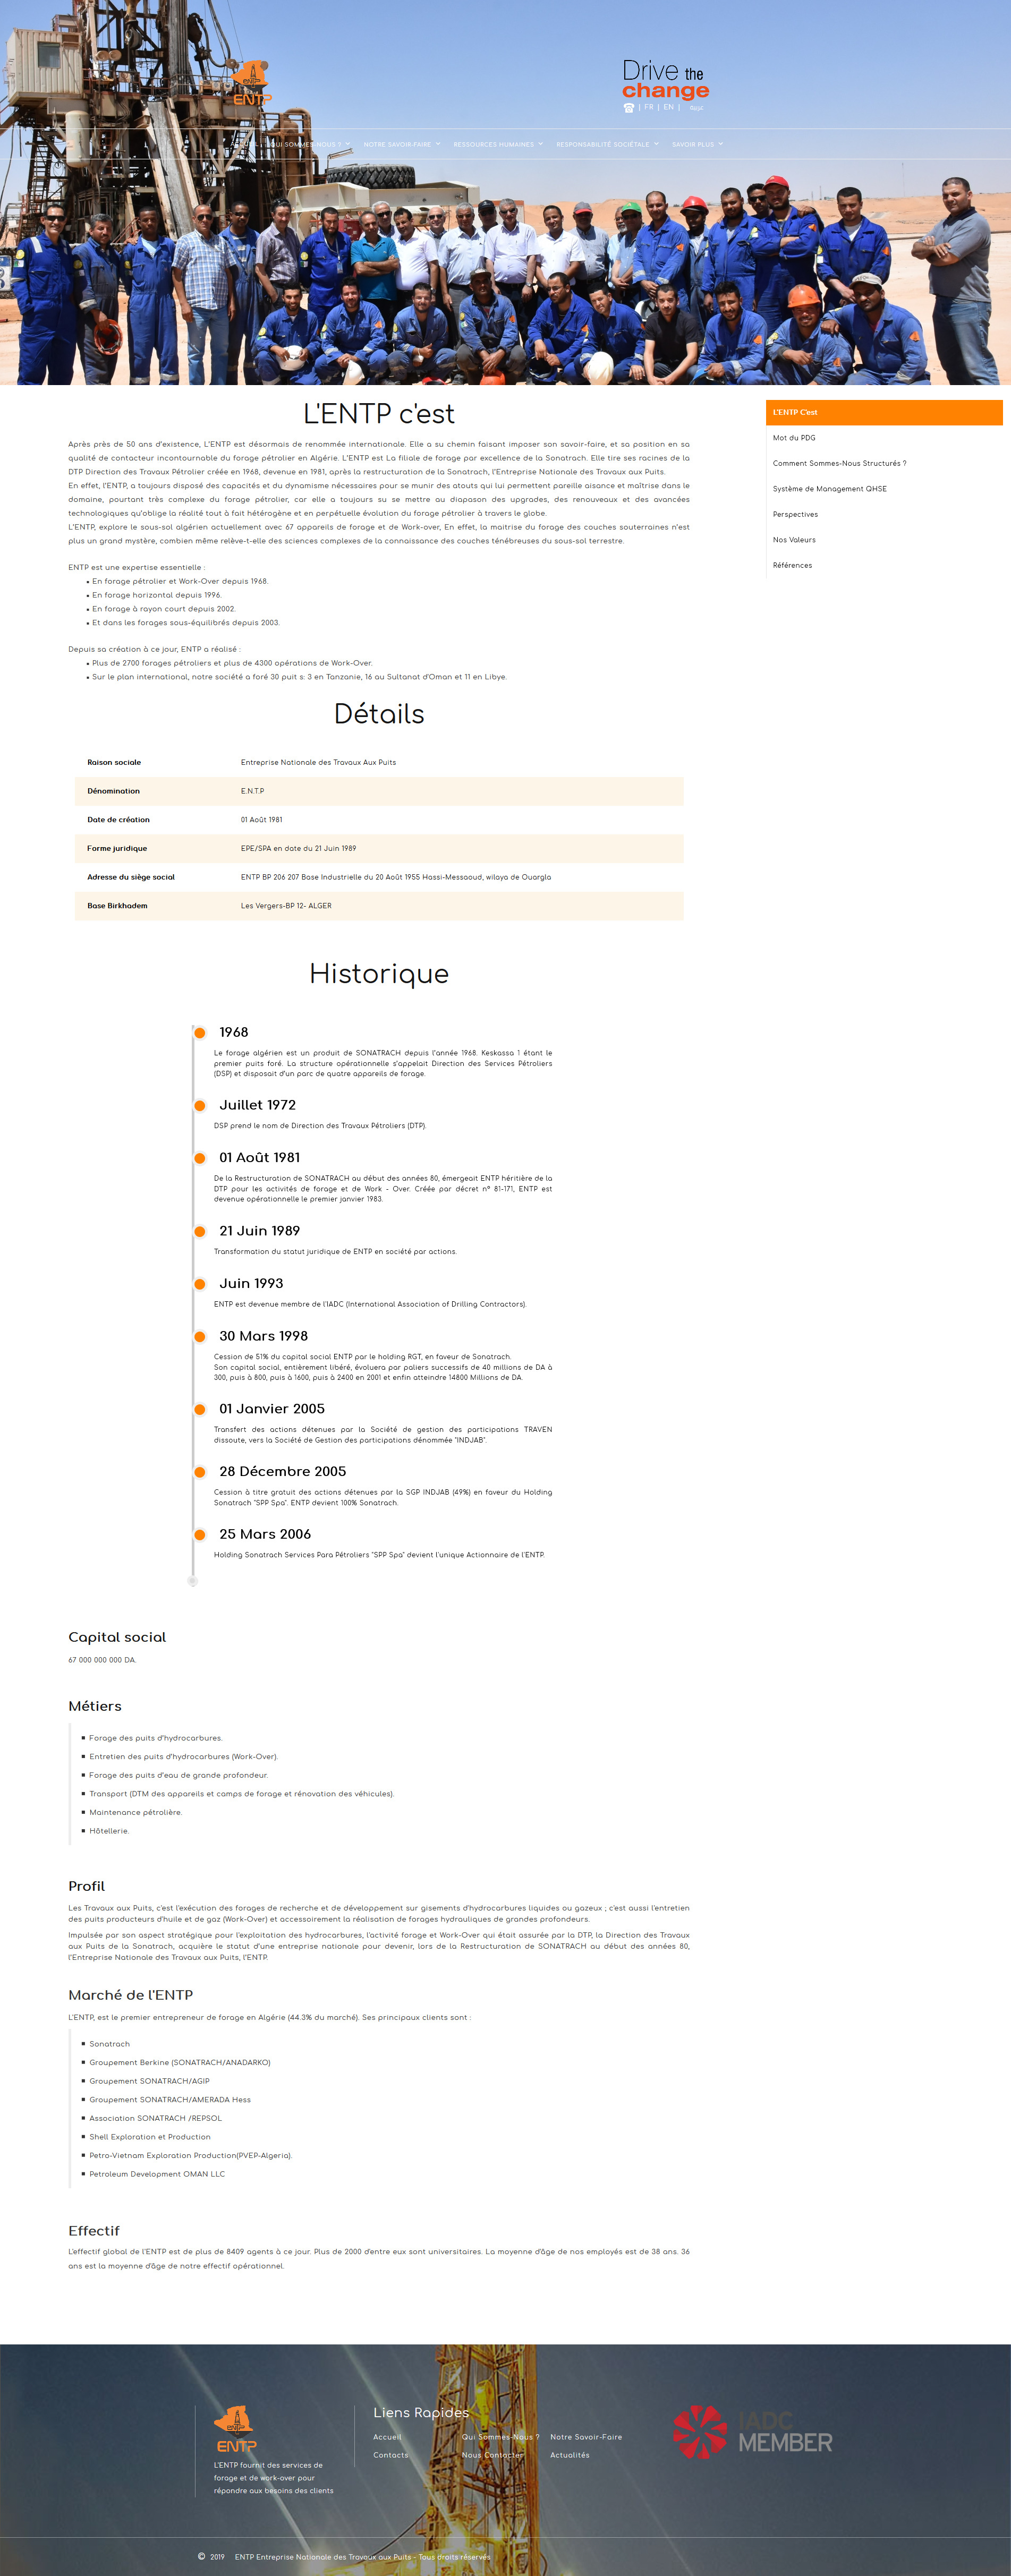 ENTP
Drive the
change
| FR | EN |
QUI SOMMES-NOUS ? NOTRE SAVOIR-FAIRE RESSOURCES HUMAINES RESPONSABILITÉ SOCIÉTALE SAVOIR PLUS
L'ENTP c'est
Après près de 50 ans d'existence, L'ENTP est désormais de renommée internationale. Elle a su chemin faisant imposer son savoir-faire, et sa position en sa
qualité de contacteur incontournable du forage pétrolier en Algérie. L'ENTP est La filiale de forage par excellence de la Sonatrach. Elle tire ses racines de la
DTP Direction des Travaux Pétrolier créée en 1968, devenue en 1981, après la restructuration de la Sonatrach, l'Entreprise Nationale des Travaux aux Puits.
En effet, l'ENTP, a toujours disposé des capacités et du dynamisme nécessaires pour se munir des atouts qui lui permettent pareille aisance et maîtrise dans le
domaine, pourtant très complexe du forage pétrolier, car elle a toujours su se mettre au diapason des upgrades, des renouveaux et des avancées
technologiques qu'oblige la réalité tout à fait hétérogène et en perpétuelle évolution du forage pétrolier à travers le globe.
L'ENTP, explore le sous-sol algérien actuellement avec 67 appareils de forage et de Work-over, En effet, la maitrise du forage des couches souterraines n'est
plus un grand mystère, combien même relève-t-elle des sciences complexes de la connaissance des couches ténébreuses du sous-sol terrestre.
ENTP est une expertise essentielle :
• En forage pétrolier et Work-Over depuis 1968.
• En forage horizontal depuis 1996.
• En forage à rayon court depuis 2002.
• Et dans les forages sous-équilibrés depuis 2003.
Depuis sa création à ce jour, ENTP a réalisé :
• Plus de 2700 forages pétroliers et plus de 4300 opérations de Work-Over.
• Sur le plan international, notre société a foré 30 puit s: 3 en Tanzanie, 16 au Sultanat d'Oman et 11 en Libye.
L'ENTP C'est
Mot du PDG
Comment Sommes-Nous Structurés ?
Système de Management QHSE
Perspectives
Nos Valeurs
Références
Détails
Raison sociale Entreprise Nationale des Travaux Aux Puits
Dénomination E.N.T.P
Date de création 01 Août 1981
Forme juridique EPE/SPA en date du 21 Juin 1989
Adresse du siège social ENTP BP 206 207 Base Industrielle du 20 Août 1955 Hassi-Messaoud, wilaya de Ouargla
Base Birkhadem Les Vergers-BP 12- ALGER
Historique
1968
Le forage algérien est un produit de SONATRACH depuis l'année 1968. Keskassa 1 étant le
premier puits foré. La structure opérationnelle s'appelait Direction des Services Pétroliers
(DSP) et disposait d'un parc de quatre appareils de forage.
Juillet 1972
DSP prend le nom de Direction des Travaux Pétroliers (DTP).
01 Août 1981
De la Restructuration de SONATRACH au début des années 80, émergeait ENTP héritière de la
DTP pour les activités de forage et de Work - Over. Créée par décret n° 81-171, ENTP est
devenue opérationnelle le premier janvier 1983.
21 Juin 1989
Transformation du statut juridique de ENTP en société par actions.
Juin 1993
ENTP est devenue membre de l'IADC (International Association of Drilling Contractors).
30 Mars 1998
Cession de 51% du capital social ENTP par le holding RGT, en faveur de Sonatrach.
Son capital social, entièrement libéré, évoluera par paliers successifs de 40 millions de DA à
300, puis à 800, puis à 1600, puis à 2400 en 2001 et enfin atteindre 14800 Millions de DA.
01 Janvier 2005
Transfert des actions détenues par la Société de gestion des participations TRAVEN
dissoute, vers la Société de Gestion des participations dénommée "INDJAB".
28 Décembre 2005
Cession à titre gratuit des actions détenues par la SGP INDJAB (49%) en faveur du Holding
Sonatrach "SPP Spa". ENTP devient 100% Sonatrach.
25 Mars 2006
Holding Sonatrach Services Para Pétroliers "SPP Spa" devient l'unique Actionnaire de l'ENTP.
Capital social
67 000 000 000 DA.
Métiers
Forage des puits d'hydrocarbures.
Entretien des puits d'hydrocarbures (Work-Over).
Forage des puits d'eau de grande profondeur.
Transport (DTM des appareils et camps de forage et rénovation des véhicules).
Maintenance pétrolière.
Hôtellerie.
Profil
Les Travaux aux Puits, c'est l'exécution des forages de recherche et de développement sur gisements d'hydrocarbures liquides ou gazeux ; c'est aussi l'entretien
des puits producteurs d'huile et de gaz (Work-Over) et accessoirement la réalisation de forages hydrauliques de grandes profondeurs.
Impulsée par son aspect stratégique pour l'exploitation des hydrocarbures, l'activité forage et Work-Over qui était assurée par la DTP, la Direction des Travaux
aux Puits de la Sonatrach, acquière le statut d'une entreprise nationale pour devenir, lors de la Restructuration de SONATRACH au début des années 80,
l'Entreprise Nationale des Travaux aux Puits, l'ENTP.
Marché de l'ENTP
L'ENTP, est le premier entrepreneur de forage en Algérie (44.3% du marché). Ses principaux clients sont :
Sonatrach
Groupement Berkine (SONATRACH/ANADARKO)
Groupement SONATRACH/AGIP
Groupement SONATRACH/AMERADA Hess
Association SONATRACH /REPSOL
Shell Exploration et Production
Petro-Vietnam Exploration Production(PVEP-Algeria).
Petroleum Development OMAN LLC
Effectif
L'effectif global de l'ENTP est de plus de 8409 agents à ce jour. Plus de 2000 d'entre eux sont universitaires. La moyenne d'âge de nos employés est de 38 ans. 36
ans est la moyenne d'âge de notre effectif opérationnel.
ENTP
L'ENTP fournit des services de
forage et de work-over pour
répondre aux besoins des clients
Liens Rapides
Accueil Qui Sommes-Nous ? Notre Savoir-Faire
Contacts Nous Contacter Actualités
IADC
MEMBER
© 2019 ENTP Entreprise Nationale des Travaux aux Puits - Tous droits réservés